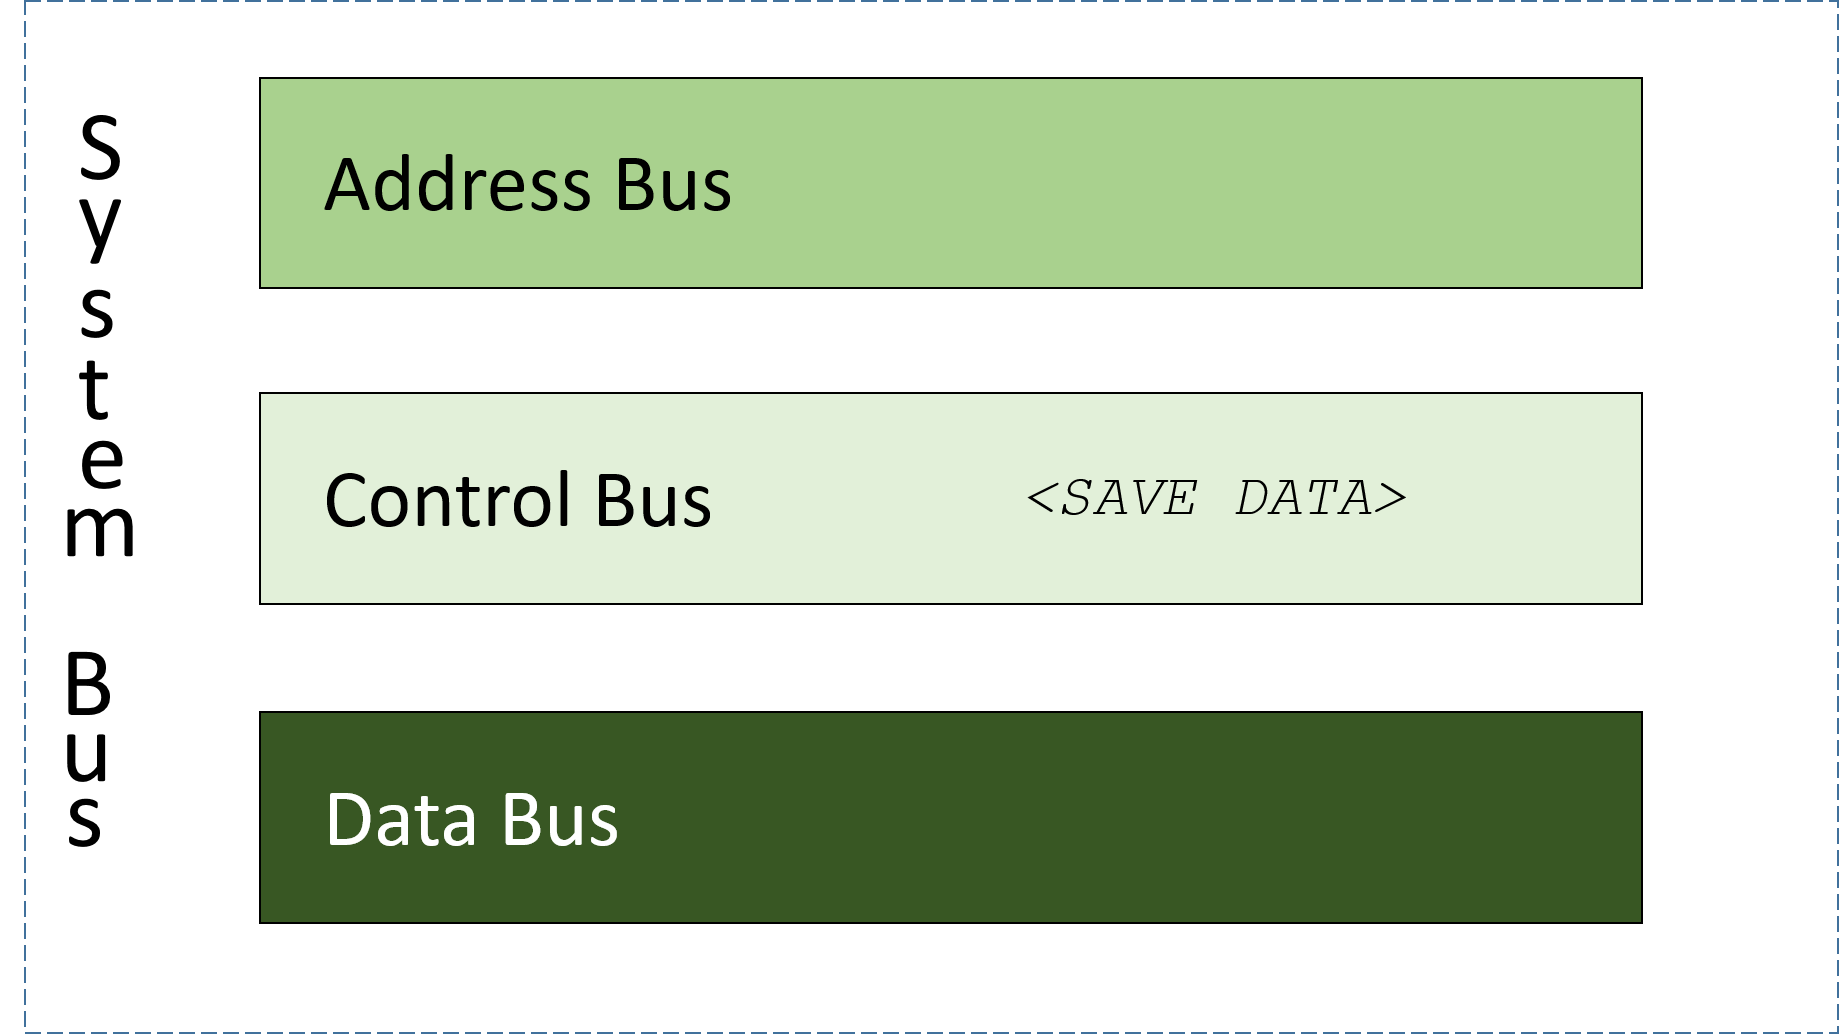 System Bus
Address Bus
Control Bus
<SAVE DATA>
Data Bus